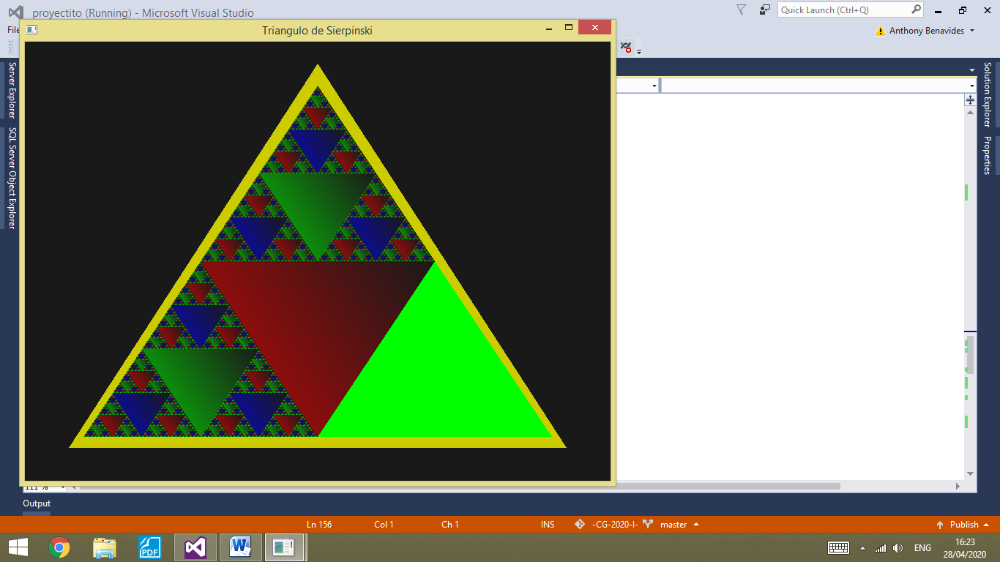 proyectito (Running) - Microsoft Visual Studio
Quick Launch (Ctrl+Q)
File
Triangulo de Sierpinski
Anthony Benavides
Server Explorer
SQL Server Object Explorer
Solution Explorer
Properties
111 %
Output
Ln 156
Col 1
Ch 1
INS
-CG-2020-I-
master
Publish
PDF
W
ENG
16:23
28/04/2020